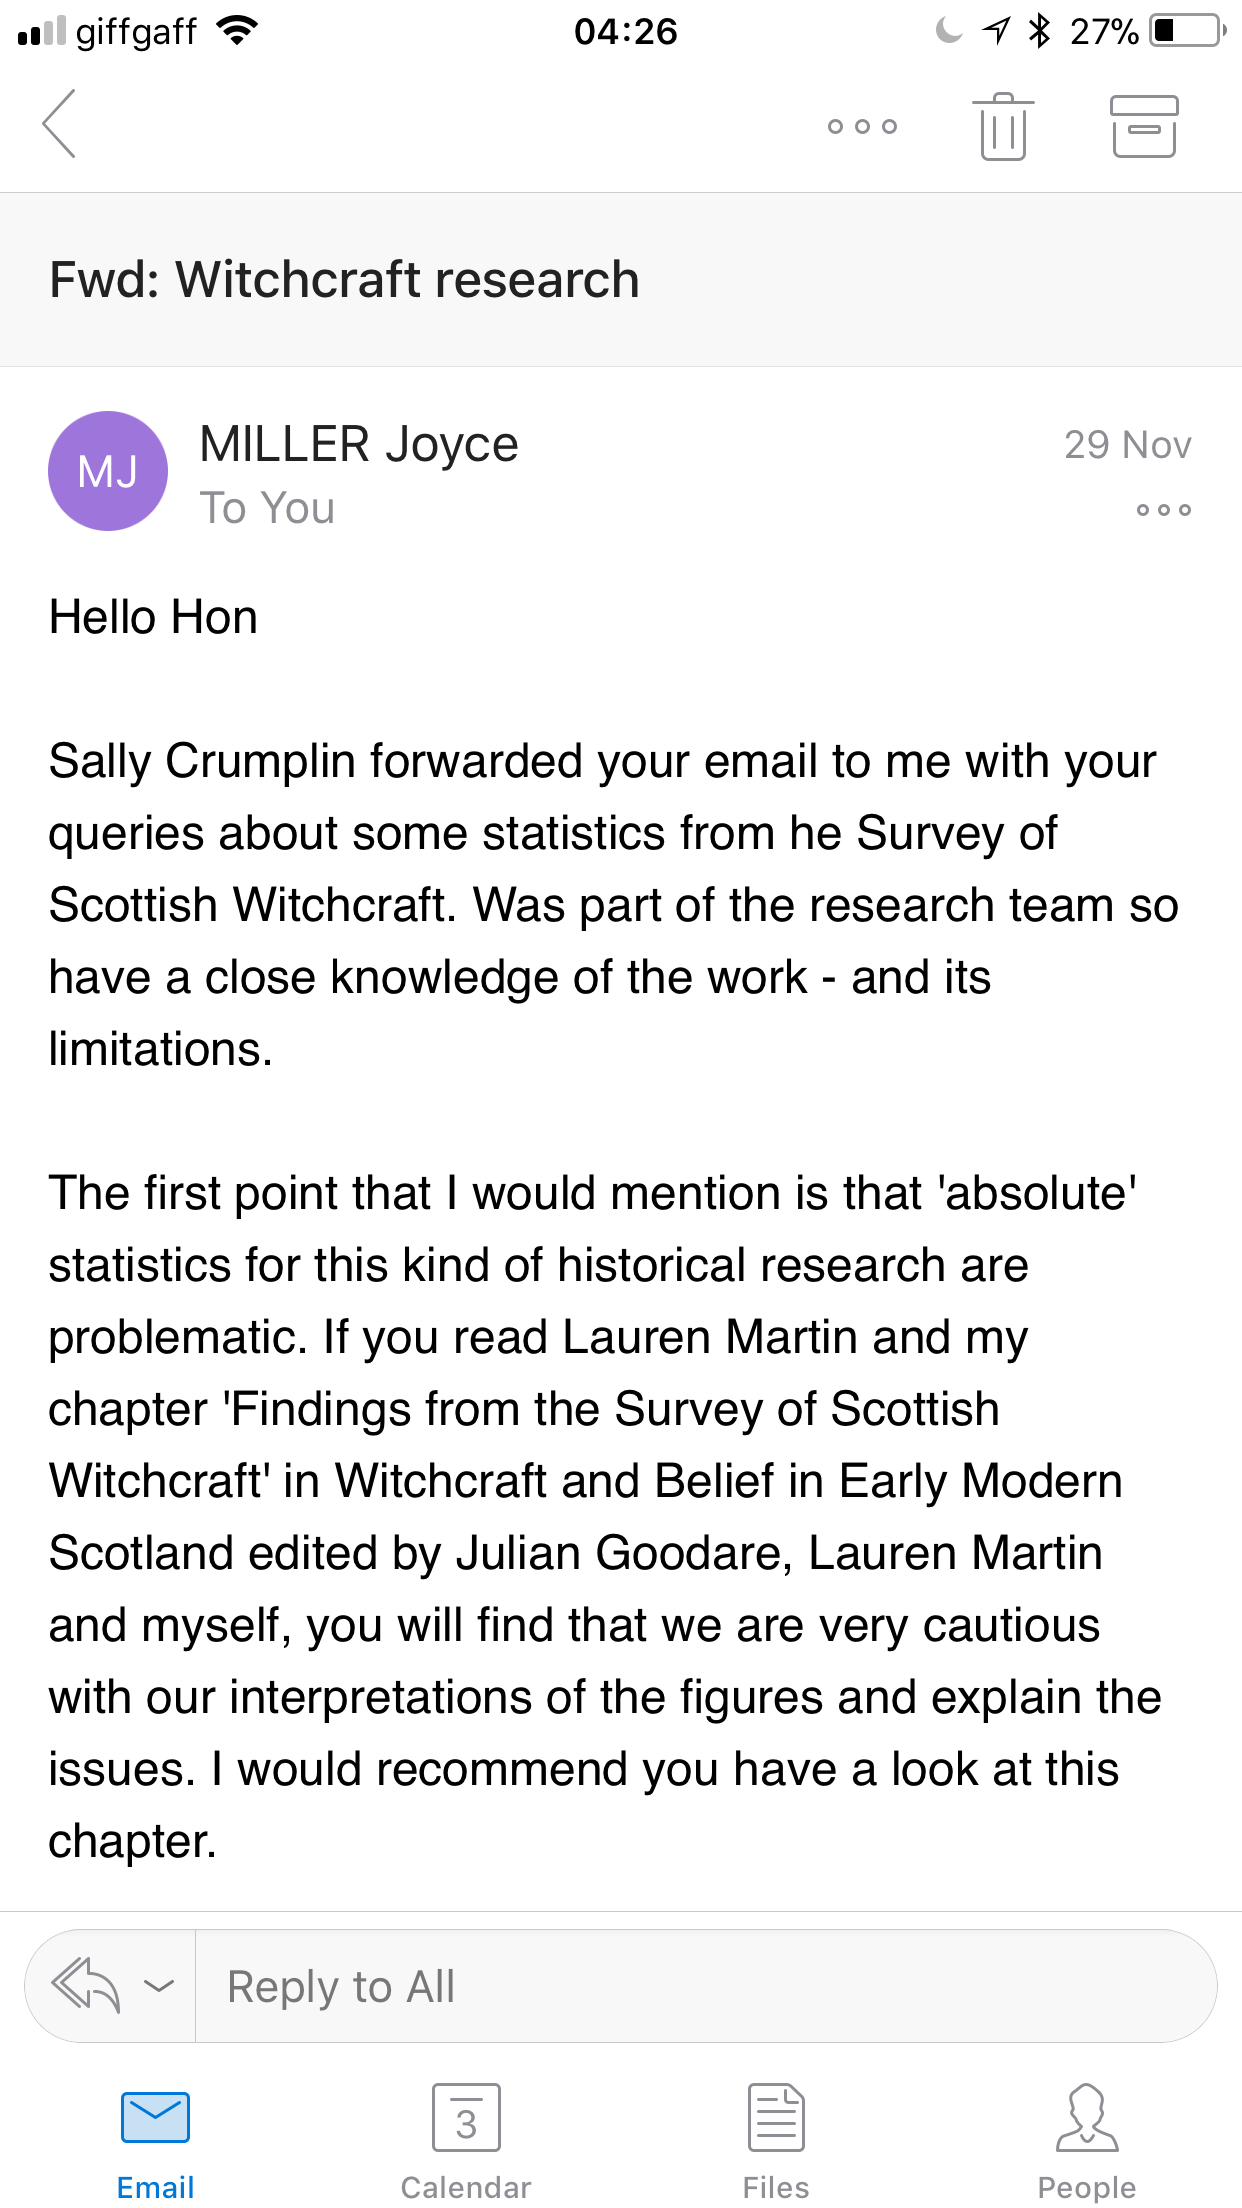 giffgaff 04:26 27%
Fwd: Witchcraft research
MJ
MILLER Joyce
29 Nov
To You
Hello Hon
Sally Crumplin forwarded your email to me with your
queries about some statistics from he Survey of
Scottish Witchcraft. Was part of the research team so
have a close knowledge of the work - and its
limitations.
The first point that I would mention is that 'absolute'
statistics for this kind of historical research are
problematic. If you read Lauren Martin and my
chapter 'Findings from the Survey of Scottish
Witchcraft' in Witchcraft and Belief in Early Modern
Scotland edited by Julian Goodare, Lauren Martin
and myself, you will find that we are very cautious
with our interpretations of the figures and explain the
issues. I would recommend you have a look at this
chapter.
Reply to All
3
Email Calendar Files People